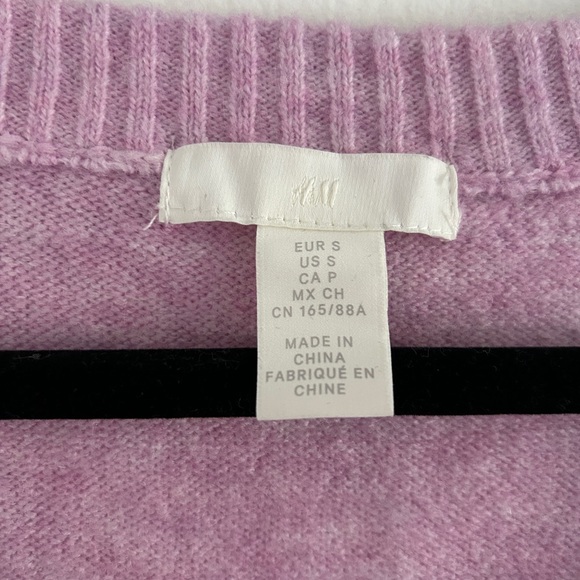 H&M
EUR S
US S
CA P
MX CH
CN 165/88A
MADE IN
CHINA
FABRIQUÉ EN
CHINE